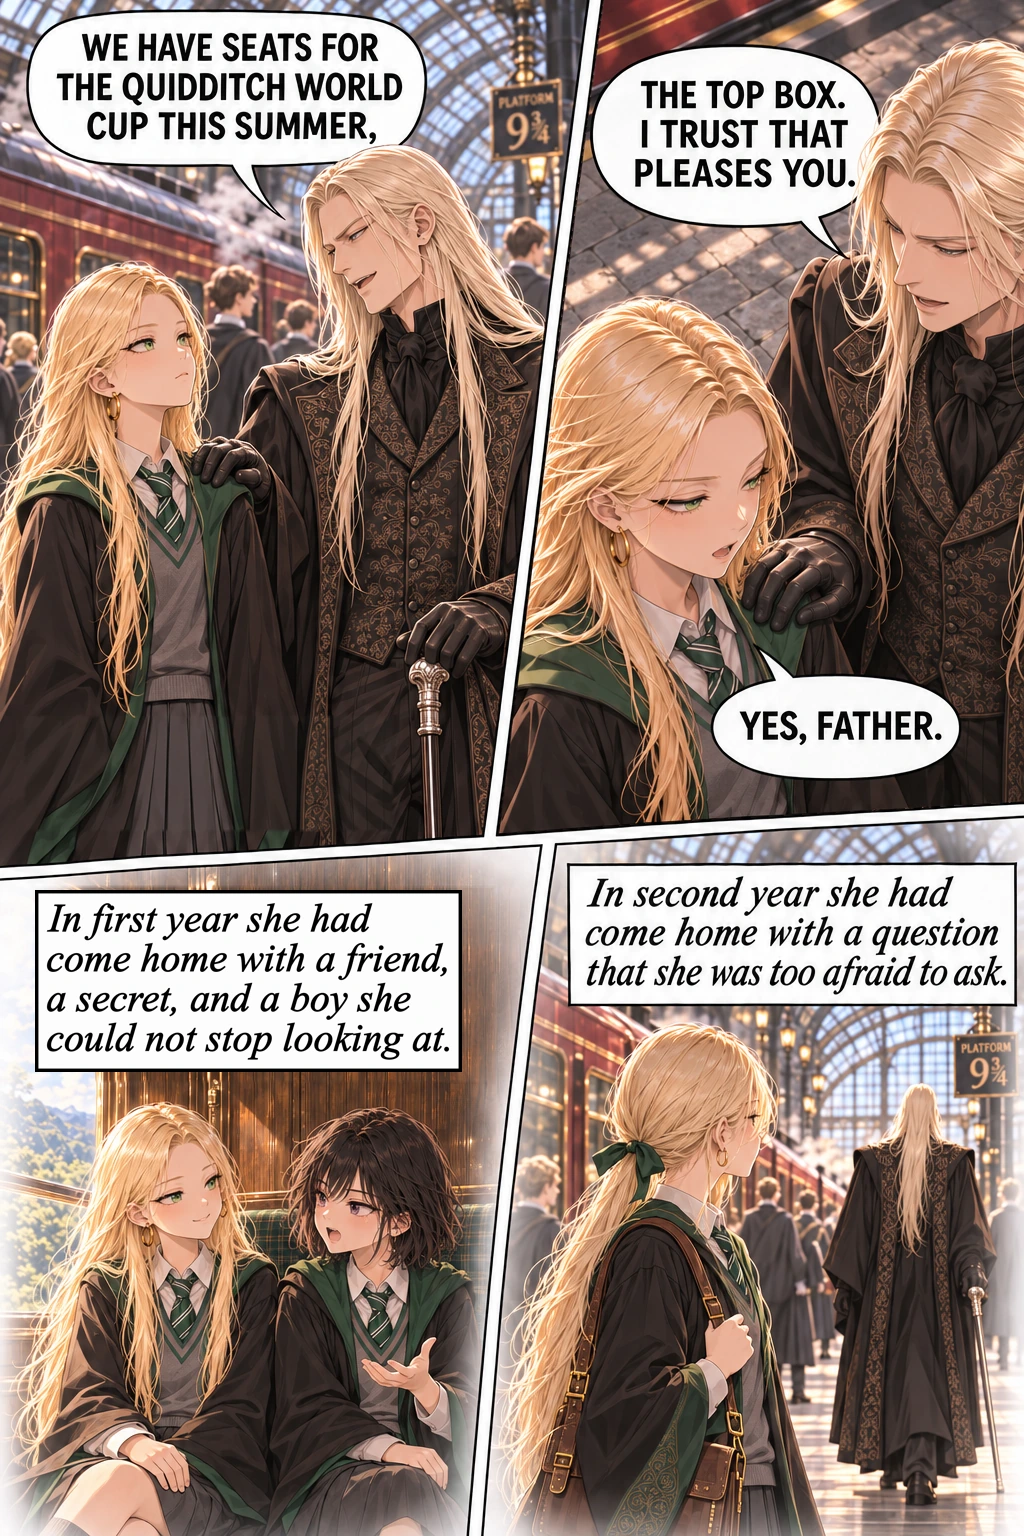 WE HAVE SEATS FOR
THE QUIDDITCH WORLD
CUP THIS SUMMER,
PLATFORM
9¾
THE TOP BOX.
I TRUST THAT
PLEASES YOU.
YES, FATHER.
In first year she had
come home with a friend,
a secret, and a boy she
could not stop looking at.
In second year she had
come home with a question
that she was too afraid to ask.
PLATFORM
9¾